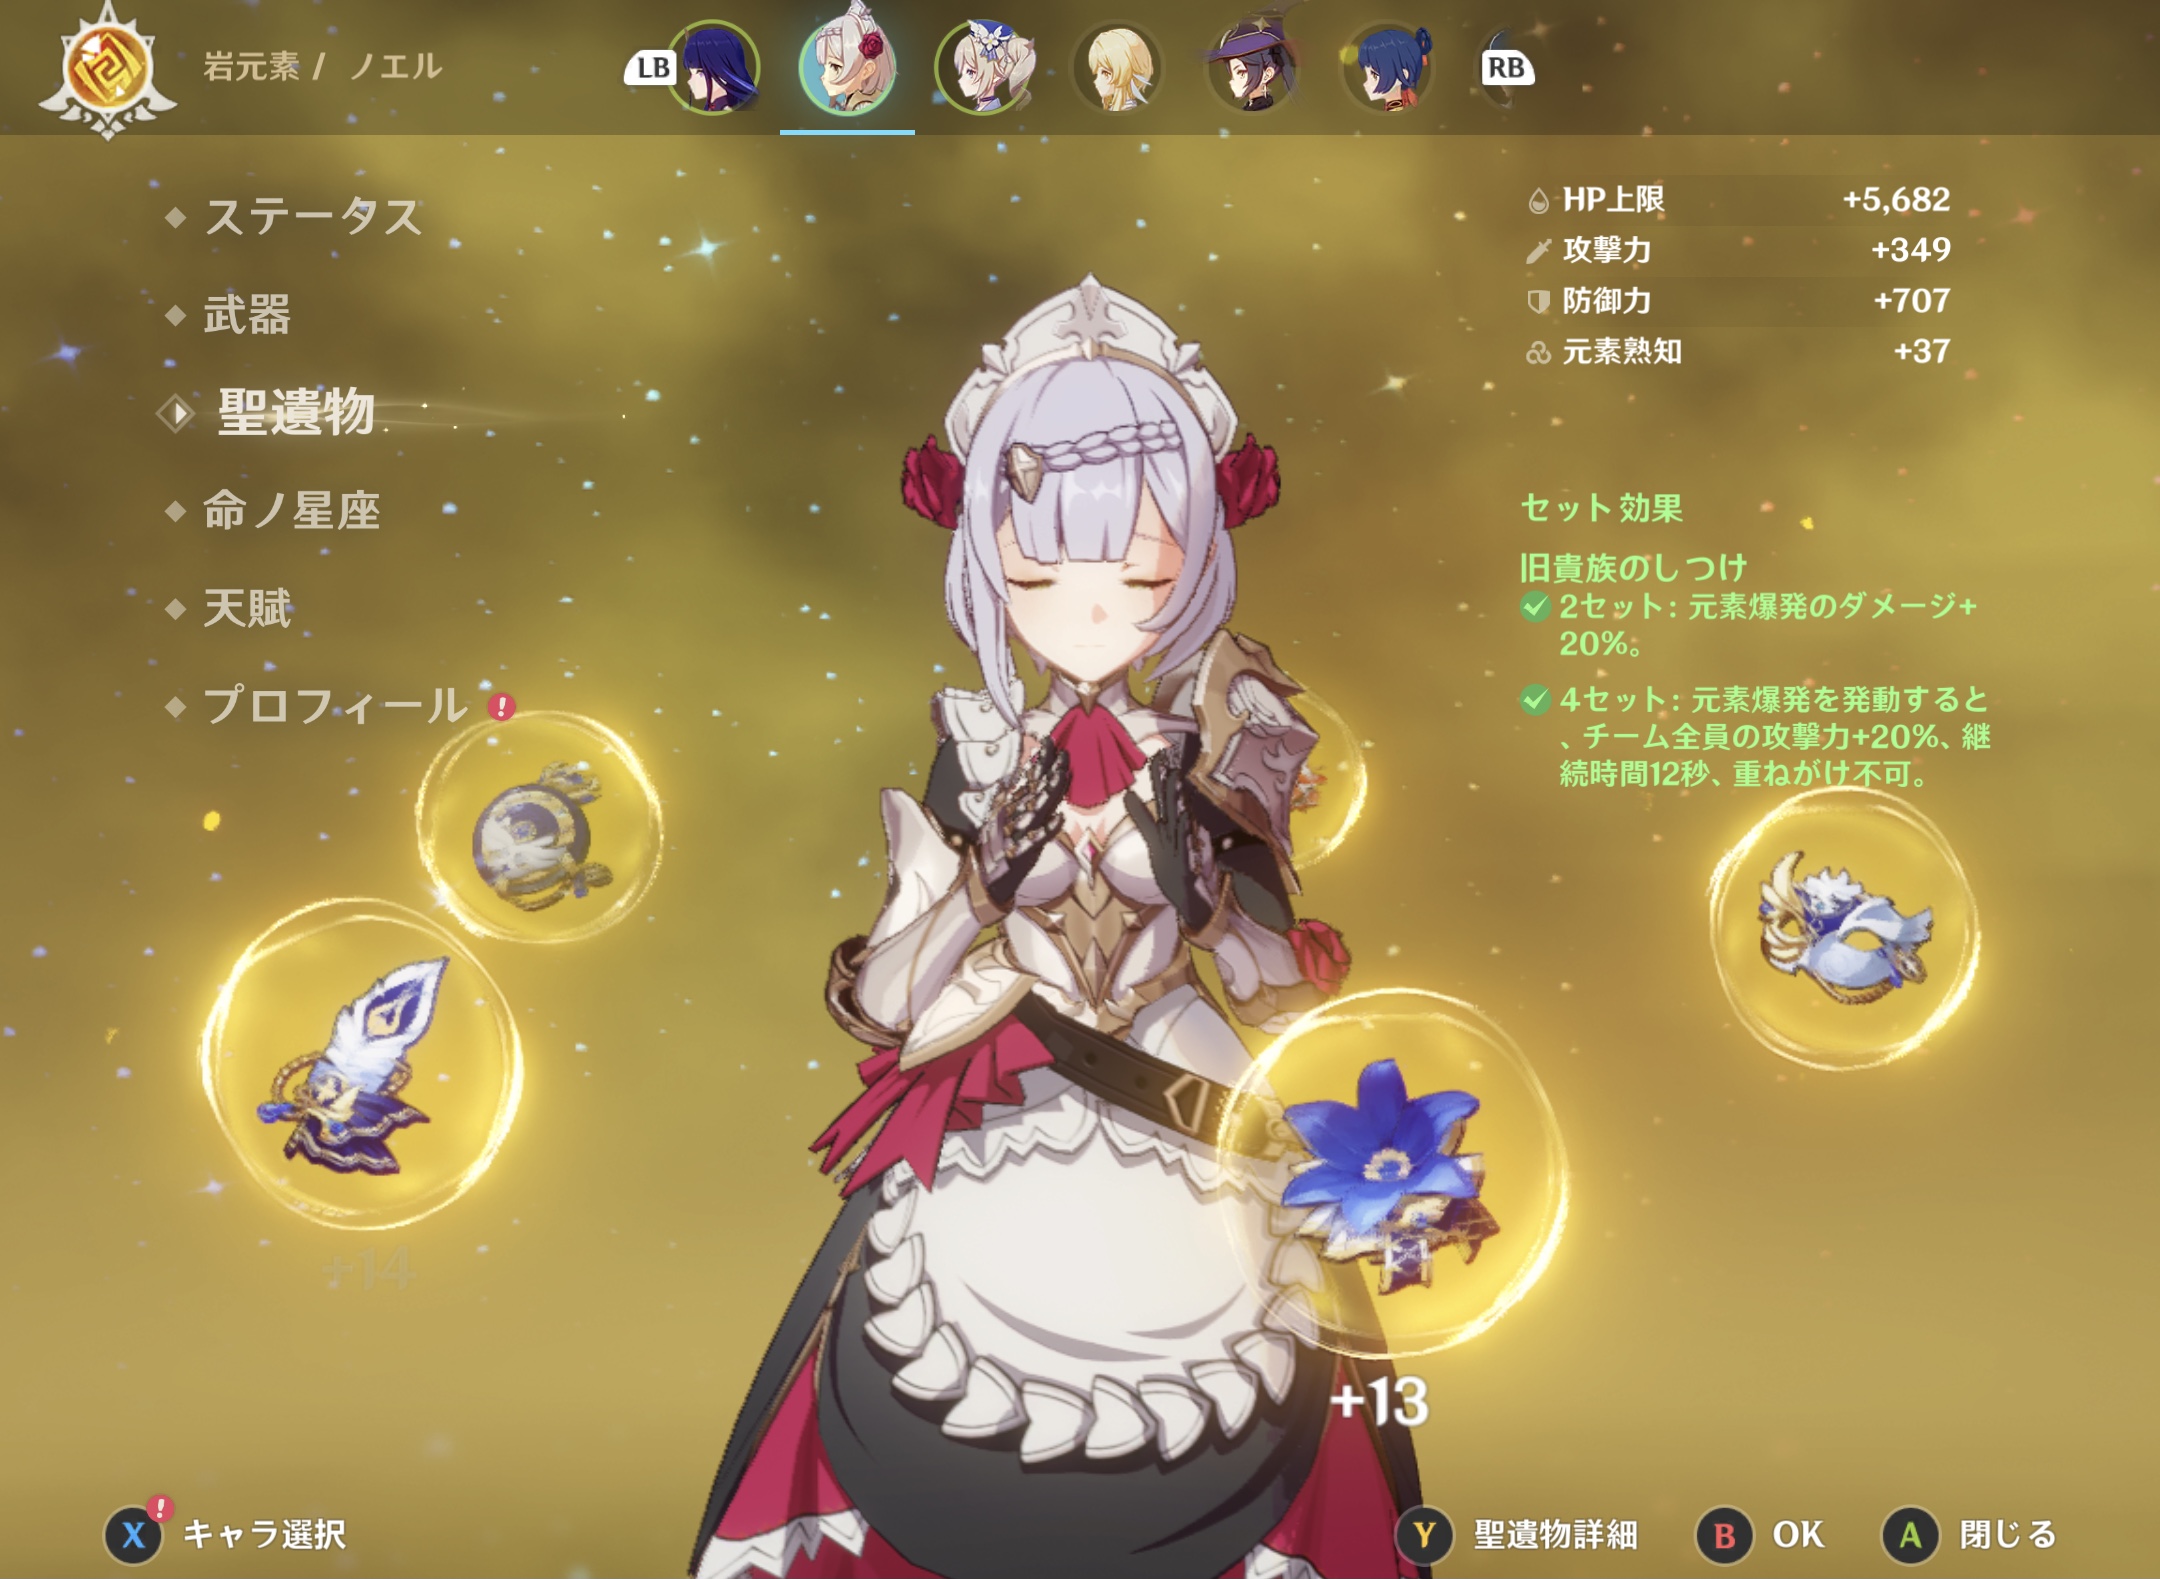 岩元素 / ノエル
LB
RB
ステータス
武器
聖遺物
命ノ星座
天賦
プロフィール
HP上限 +5,682
攻撃力 +349
防御力 +707
元素熟知 +37
セット効果
旧貴族のしつけ
2セット: 元素爆発のダメージ+
20%。
4セット: 元素爆発を発動すると
、チーム全員の攻撃力+20%、継
続時間12秒、重ねがけ不可。
+14
+13
X キャラ選択
Y 聖遺物詳細
B OK
A 閉じる